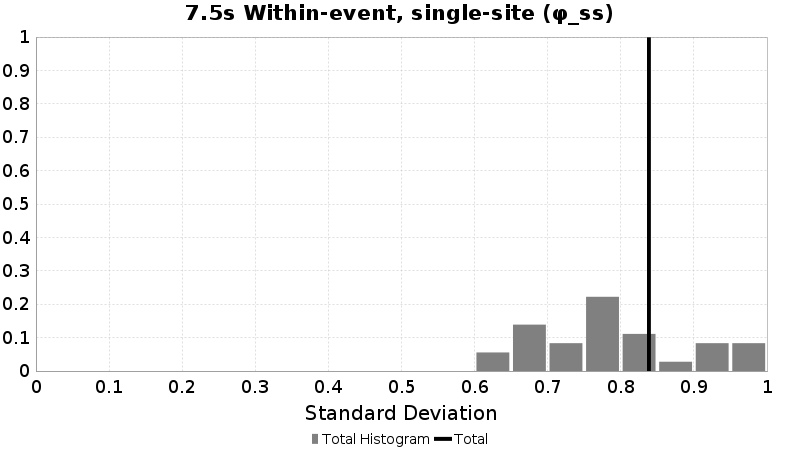 7.5s Within-event, single-site (φ_ss)
1
0.9
0.8
0.7
0.6
0.5
0.4
0.3
0.2
0.1
0
0 0.1 0.2 0.3 0.4 0.5 0.6 0.7 0.8 0.9 1
Standard Deviation
Total Histogram Total